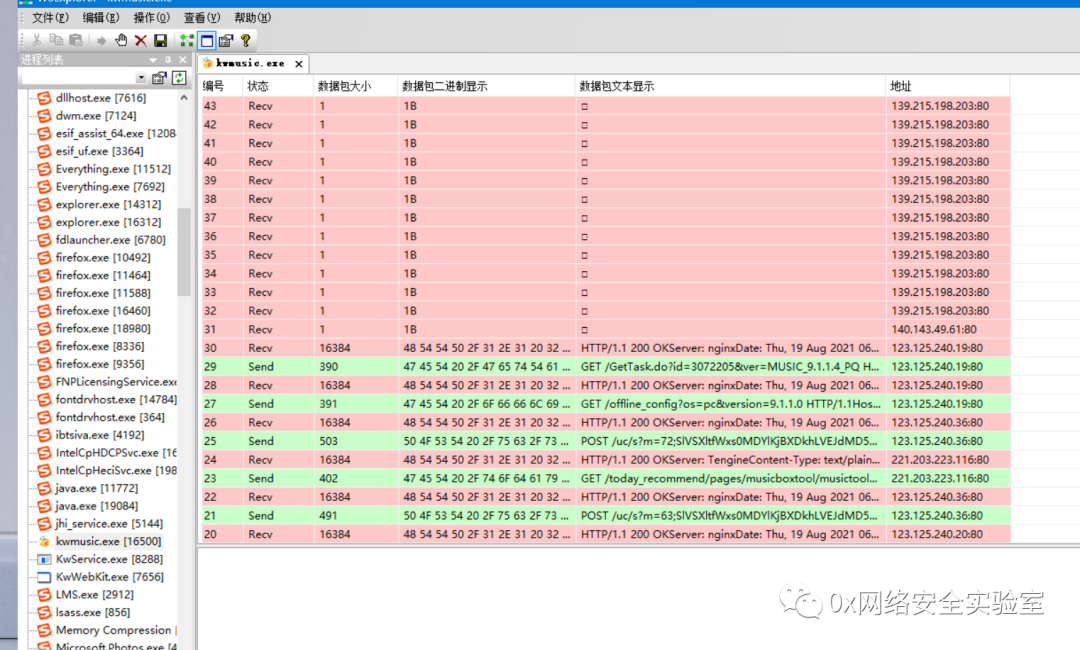 文件(F) 编辑(E) 操作(O) 查看(V) 帮助(H)
进程列表
dllhost.exe [7616]
dwm.exe [7124]
esif_assist_64.exe [1208
esif_uf.exe [3364]
Everything.exe [11512]
Everything.exe [7692]
explorer.exe [14312]
explorer.exe [16312]
fdlauncher.exe [6780]
firefox.exe [10492]
firefox.exe [11464]
firefox.exe [11588]
firefox.exe [16460]
firefox.exe [18980]
firefox.exe [8336]
firefox.exe [9356]
FNPLicensingService.exe
fontdrvhost.exe [14784]
fontdrvhost.exe [364]
ibtsiva.exe [4192]
IntelCpHDCPSvc.exe [16
IntelCpHeciSvc.exe [198
java.exe [11772]
java.exe [19084]
jhi_service.exe [5144]
kwmusic.exe [16500]
KwService.exe [8288]
KwWebKit.exe [7656]
LMS.exe [2912]
lsass.exe [856]
Memory Compression
Microsoft.Photos.exe [4
kwmusic.exe
编号 状态 数据包大小 数据包二进制显示 数据包文本显示 地址
43 Recv 1 1B □ 139.215.198.203:80
42 Recv 1 1B □ 139.215.198.203:80
41 Recv 1 1B □ 139.215.198.203:80
40 Recv 1 1B □ 139.215.198.203:80
39 Recv 1 1B □ 139.215.198.203:80
38 Recv 1 1B □ 139.215.198.203:80
37 Recv 1 1B □ 139.215.198.203:80
36 Recv 1 1B □ 139.215.198.203:80
35 Recv 1 1B □ 139.215.198.203:80
34 Recv 1 1B □ 139.215.198.203:80
33 Recv 1 1B □ 139.215.198.203:80
32 Recv 1 1B □ 139.215.198.203:80
31 Recv 1 1B □ 140.143.49.61:80
30 Recv 16384 48 54 54 50 2F 31 2E 31 20 32 ... HTTP/1.1 200 OKServer: nginxDate: Thu, 19 Aug 2021 06... 123.125.240.19:80
29 Send 390 47 45 54 20 2F 47 65 74 54 61 ... GET /GetTask.do?id=3072205&ver=MUSIC_9.1.1.4_PQ H... 123.125.240.19:80
28 Recv 16384 48 54 54 50 2F 31 2E 31 20 32 ... HTTP/1.1 200 OKServer: nginxDate: Thu, 19 Aug 2021 06... 123.125.240.19:80
27 Send 391 47 45 54 20 2F 6F 66 66 6C 69 ... GET /offline_config?os=pc&version=9.1.1.0 HTTP/1.1Hos... 123.125.240.19:80
26 Recv 16384 48 54 54 50 2F 31 2E 31 20 32 ... HTTP/1.1 200 OKServer: nginxDate: Thu, 19 Aug 2021 06... 123.125.240.36:80
25 Send 503 50 4F 53 54 20 2F 75 63 2F 73 ... POST /uc/s?m=72;SlVSXltfWxs0MDYlKjBXDkhLVEJdMD5... 123.125.240.36:80
24 Recv 16384 48 54 54 50 2F 31 2E 31 20 32 ... HTTP/1.1 200 OKServer: TengineContent-Type: text/plain... 221.203.223.116:80
23 Send 402 47 45 54 20 2F 74 6F 64 61 79 ... GET /today_recommend/pages/musicboxtool/musictool... 221.203.223.116:80
22 Recv 16384 48 54 54 50 2F 31 2E 31 20 32 ... HTTP/1.1 200 OKServer: nginxDate: Thu, 19 Aug 2021 06... 123.125.240.36:80
21 Send 491 50 4F 53 54 20 2F 75 63 2F 73 ... POST /uc/s?m=63;SlVSXltfWxs0MDYlKjBXDkhLVEJdMD5... 123.125.240.36:80
20 Recv 16384 48 54 54 50 2F 31 2E 31 20 32 ... HTTP/1.1 200 OKServer: nginxDate: Thu, 19 Aug 2021 06... 123.125.240.20:80
0x网络安全实验室